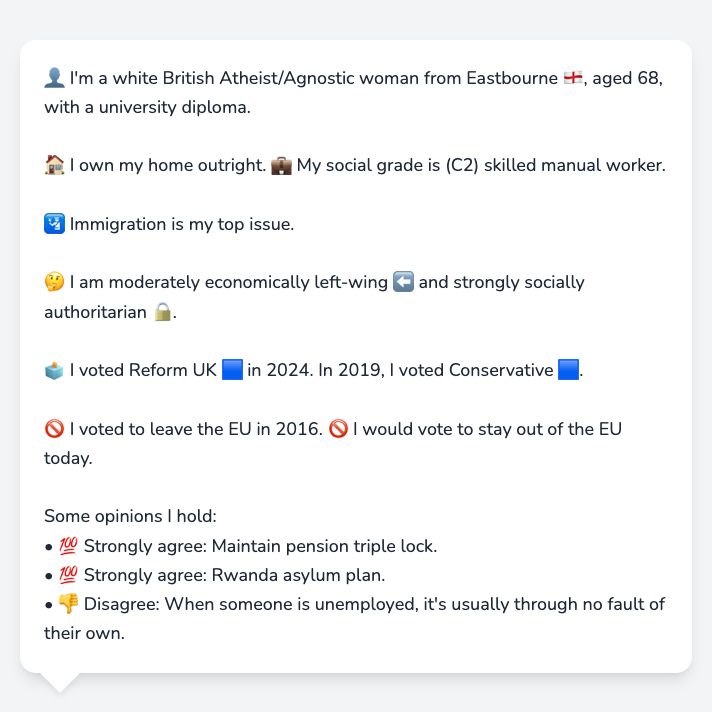 👤 I'm a white British Atheist/Agnostic woman from Eastbourne 🏴󠁧󠁢󠁥󠁮󠁧󠁿, aged 68,
with a university diploma.
🏠 I own my home outright. 💼 My social grade is (C2) skilled manual worker.
🛂 Immigration is my top issue.
🤔 I am moderately economically left-wing ⬅️ and strongly socially
authoritarian 🔒.
🗳️ I voted Reform UK 🟦 in 2024. In 2019, I voted Conservative 🟦.
🚫 I voted to leave the EU in 2016. 🚫 I would vote to stay out of the EU
today.
Some opinions I hold:
• 💯 Strongly agree: Maintain pension triple lock.
• 💯 Strongly agree: Rwanda asylum plan.
• 👎 Disagree: When someone is unemployed, it's usually through no fault of
their own.